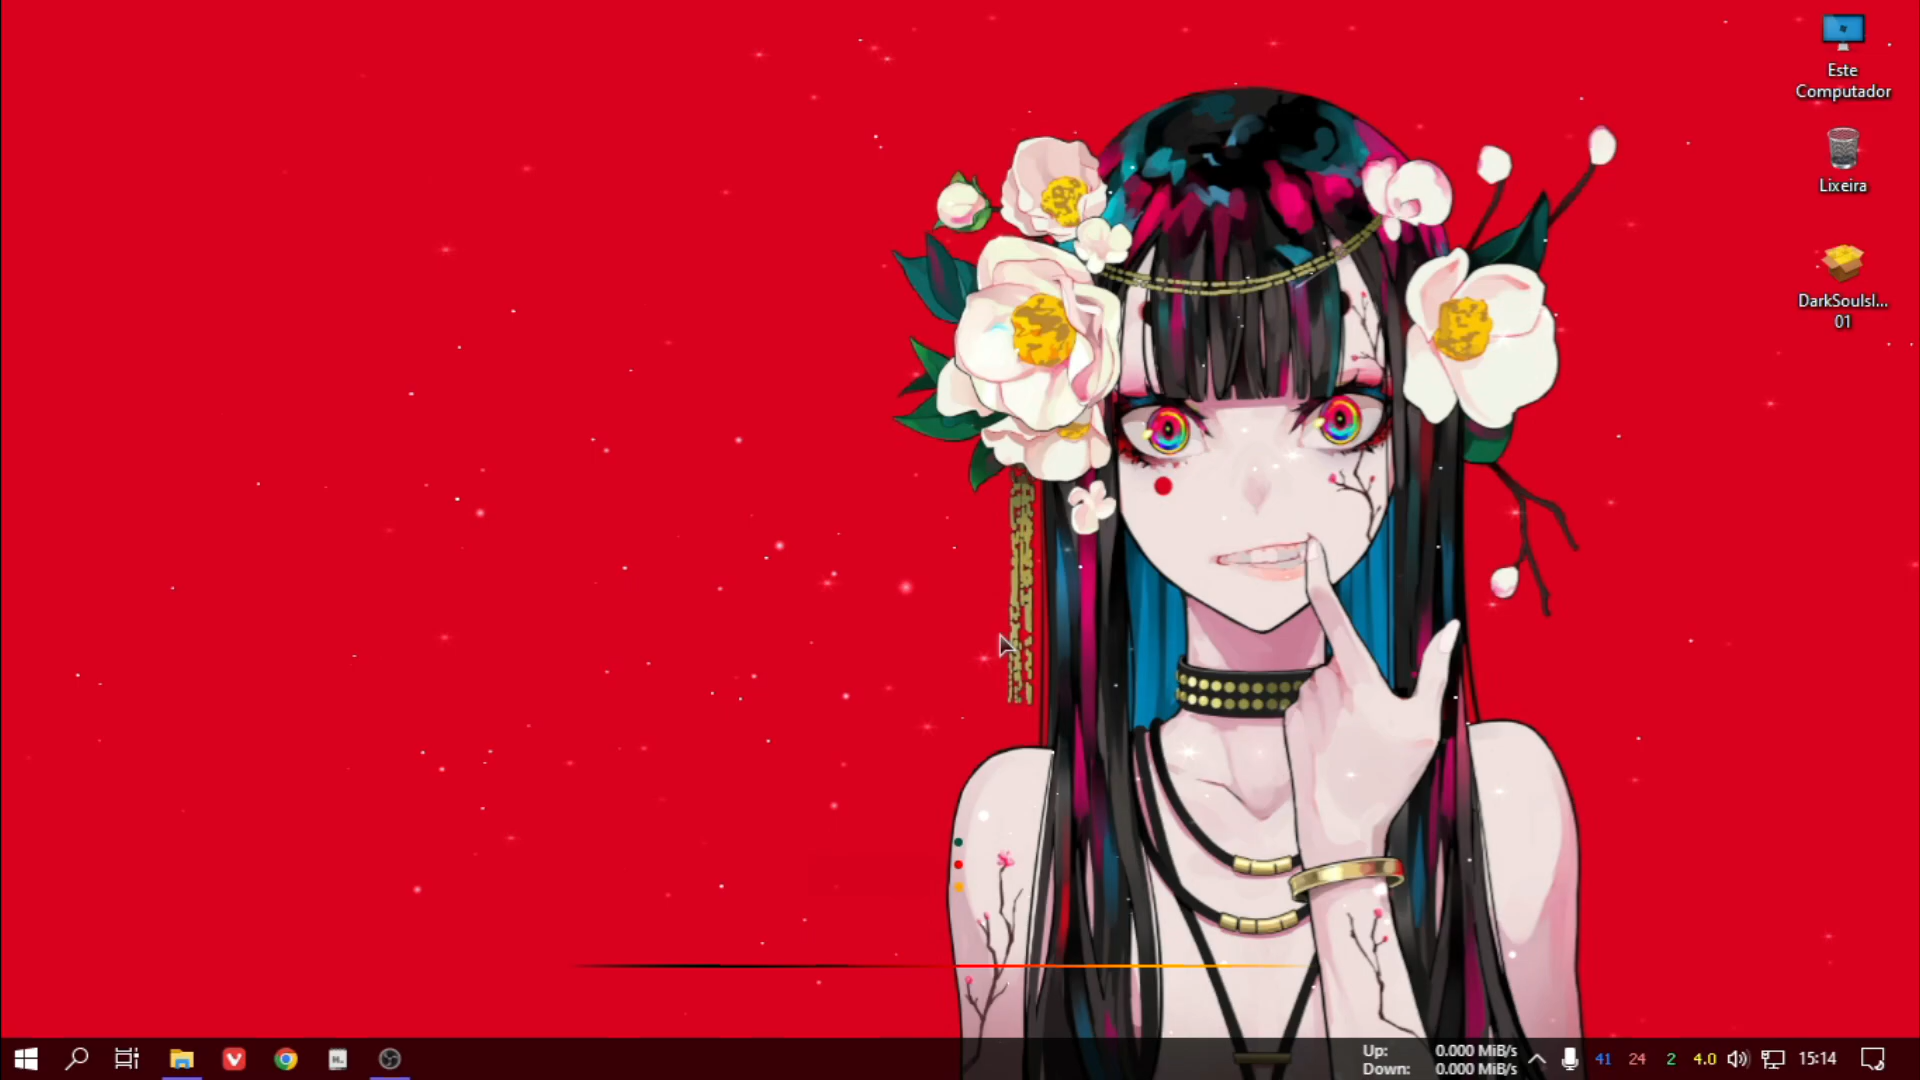 Este
Computador
Lixeira
DarkSoulsI...
01
Up: 0.000 MiB/s
Down: 0.000 MiB/s
41 24 2 4.0 15:14